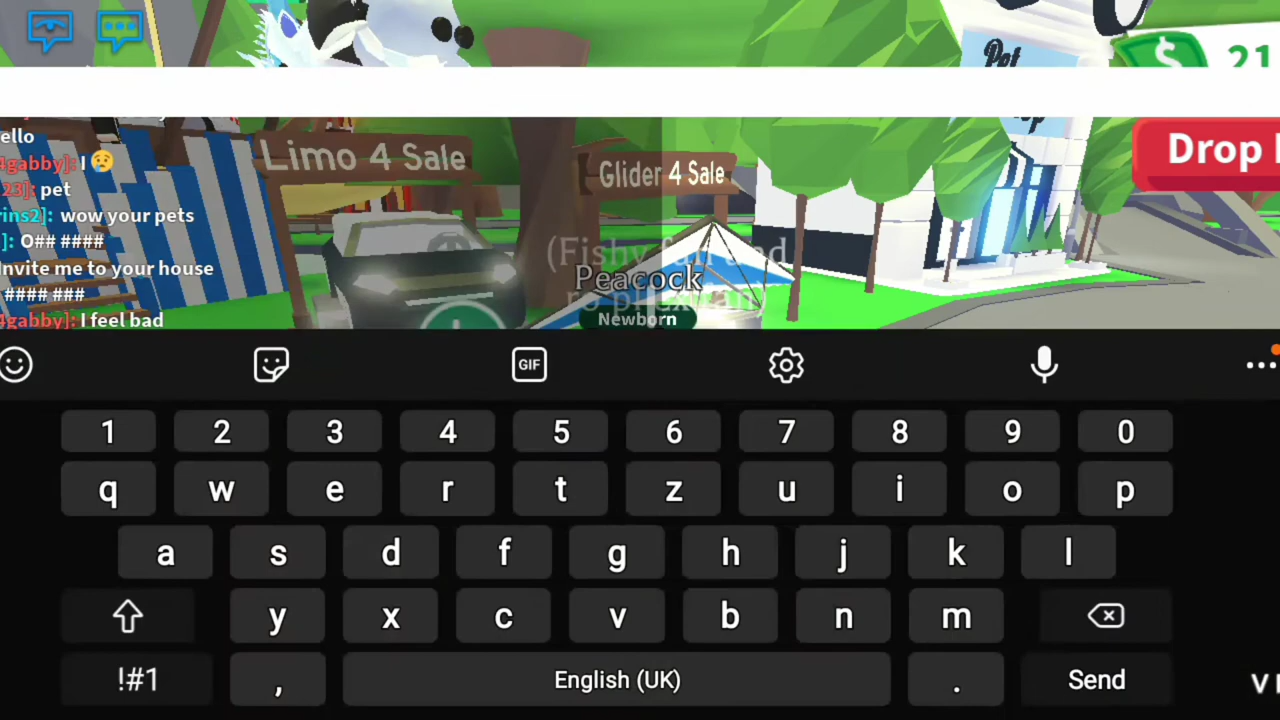 Pet
$ 21
ello
4gabby]: I 😢
23]: pet
rins2]: wow your pets
]: O## ####
Invite me to your house
#### ###
4gabby]: I feel bad
Limo 4 Sale
Glider 4 Sale
Drop
(Fishy
Peacock
Newborn
GIF
1 2 3 4 5 6 7 8 9 0
q w e r t z u i o p
a s d f g h j k l
y x c v b n m
!#1 , English (UK) . Send
V